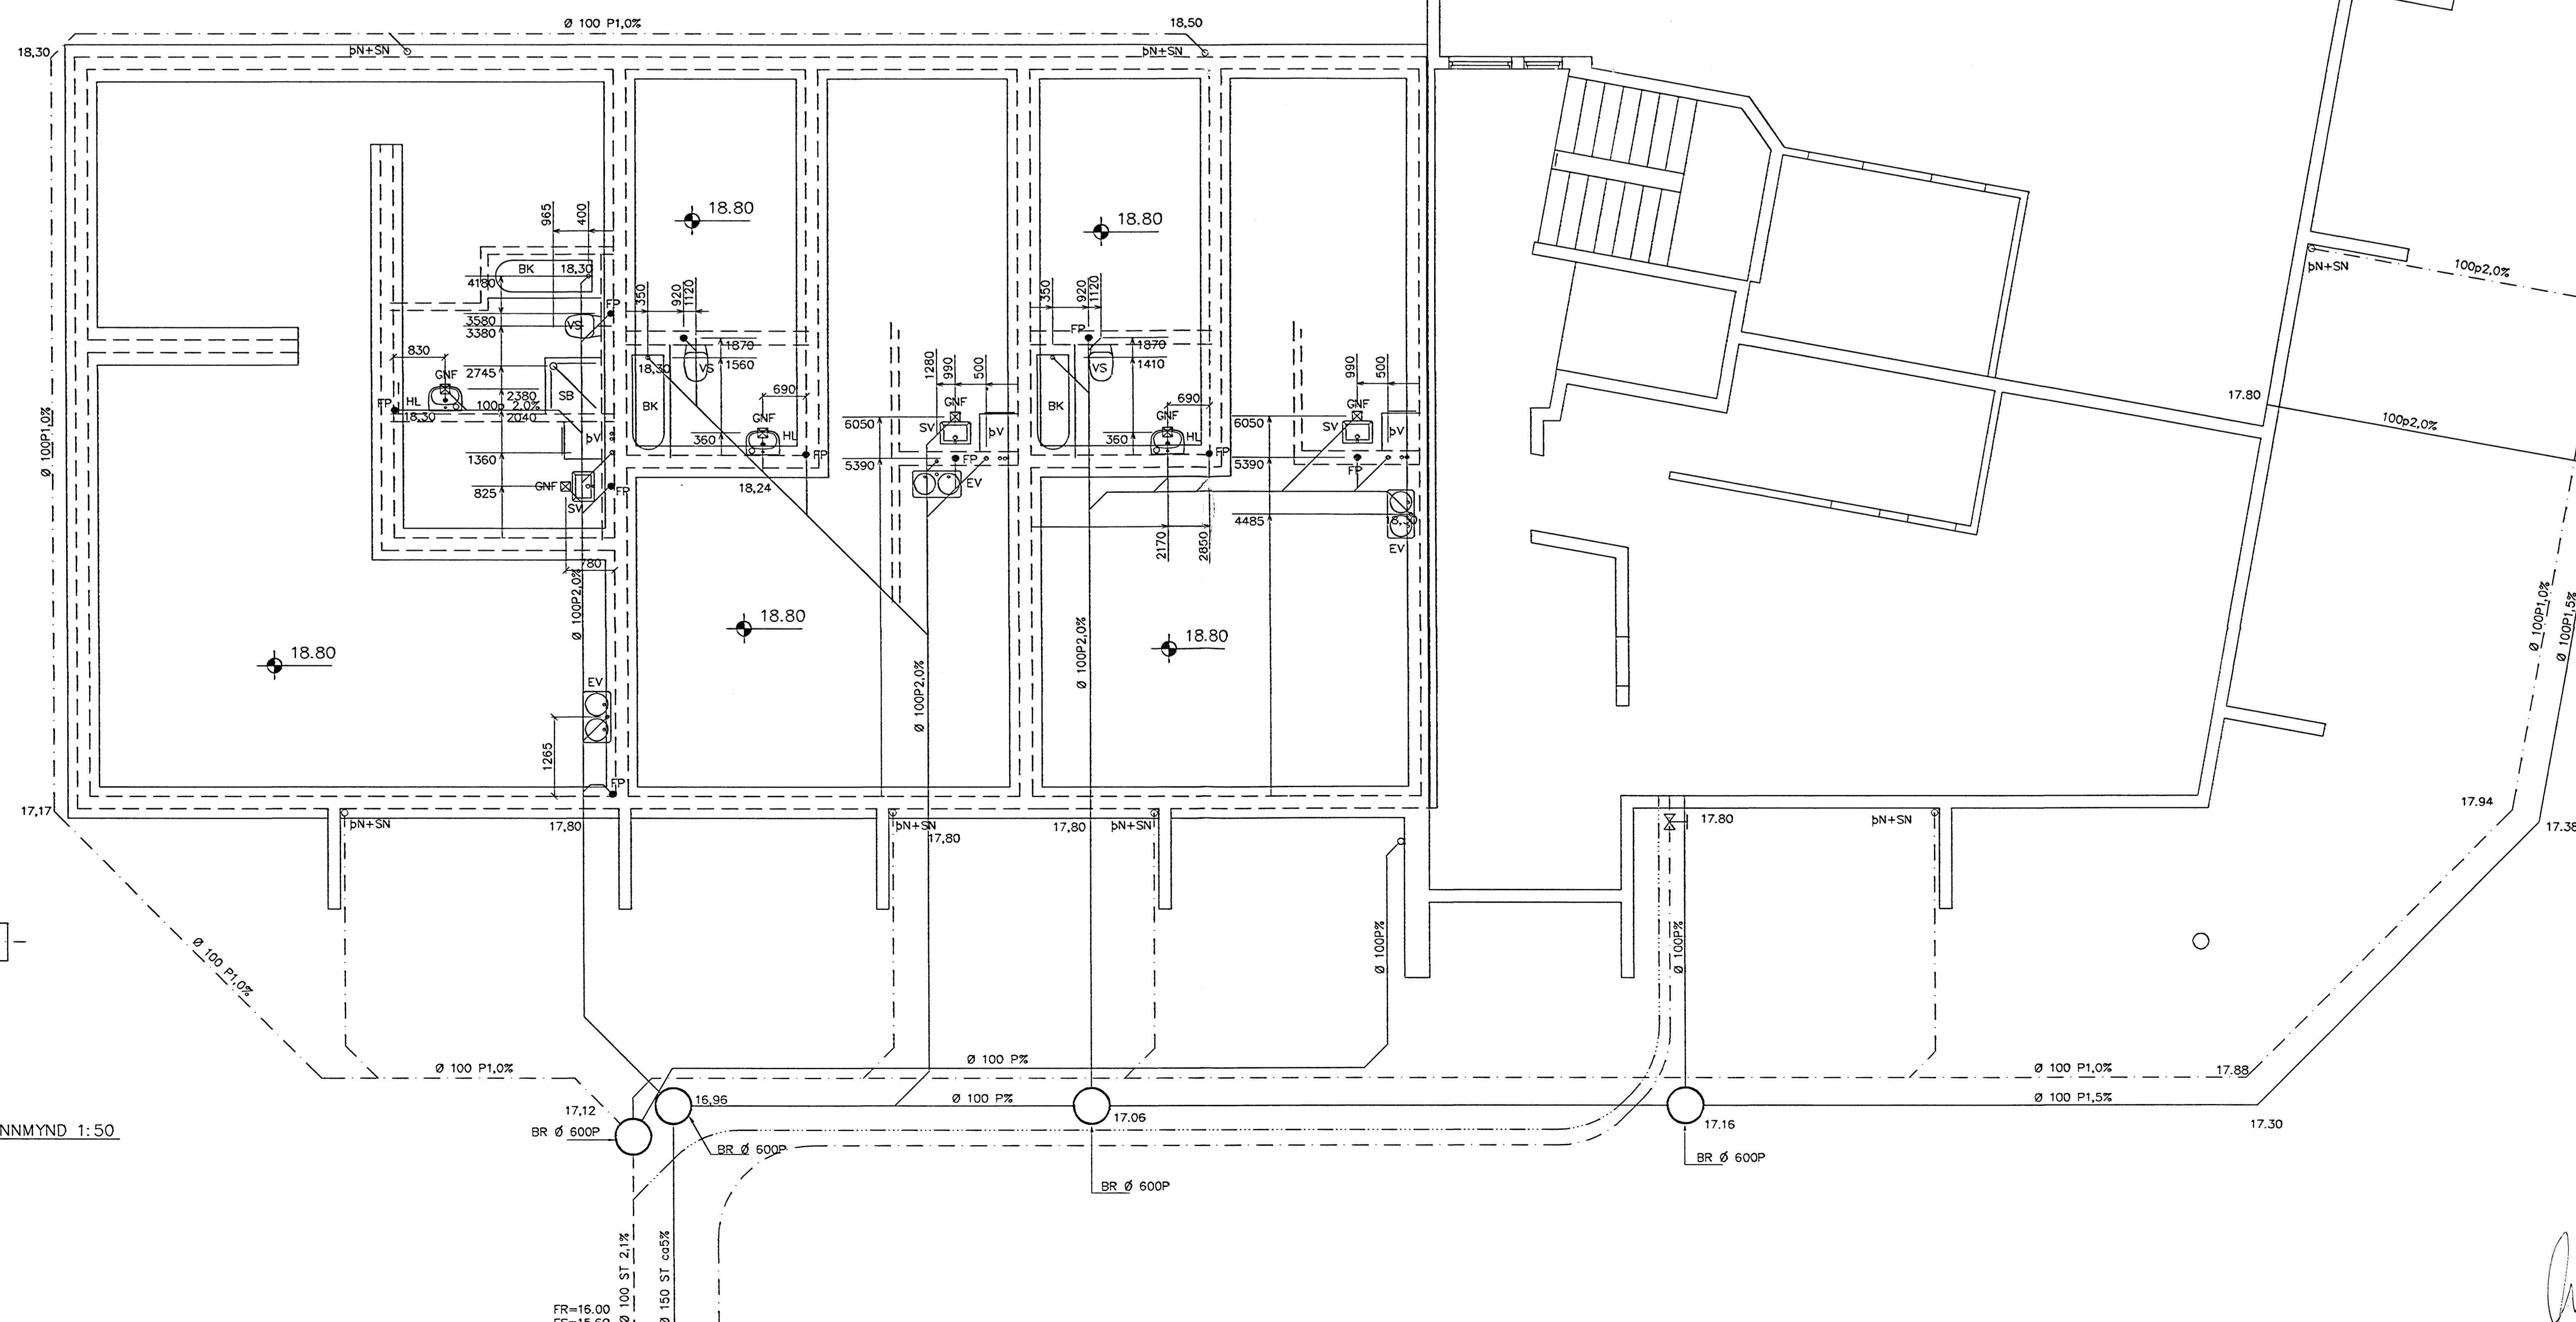 Ø 100 P1,0%
18,50
18,30
þN+SN
þN+SN
965
400
18.80
18.80
þN+SN
100p2,0%
BK
18,30
4180
FP
350
920
1120
350
920
1120
3580
VS
3380
FP
1870
1870
830
1560
1410
18,30
VS
VS
2745
GNF
1280
990
500
990
500
SB
2380
690
690
17.80
FP
HL
100p 2,0%
BK
GNF
BK
GNF
18,30
2040
GNF
GNF
100p2,0%
6050
SV
þV
6050
SV
þV
þV
360
HL
360
HL
Ø 100P1,0%
1360
FP
5390
FP
5390
FP
825
GNF
FP
18,24
EV
SV
4485
EV
780
2170
2850
Ø 100P2,0%
Ø 100P2,0%
Ø 100P2,0%
Ø 100P1,0%
Ø 100P1,5%
18.80
18.80
18.80
EV
1265
FP
17,17
þN+SN
17,80
þN+SN
17,80
17,80
þN+SN
17.80
þN+SN
17.94
17.38
Ø 100 P1,0%
Ø 100P%
Ø 100P%
Ø 100 P1,0%
Ø 100 P%
Ø 100 P1,0%
17.88
17,12
16,96
Ø 100 P%
17.06
17.16
Ø 100 P1,5%
17.30
NNMYND 1:50
BR Ø 600P
BR Ø 600P
BR Ø 600P
BR Ø 600P
Ø 100 ST 2,1%
Ø 150 ST ca5%
FR=16.00
FS=15.60